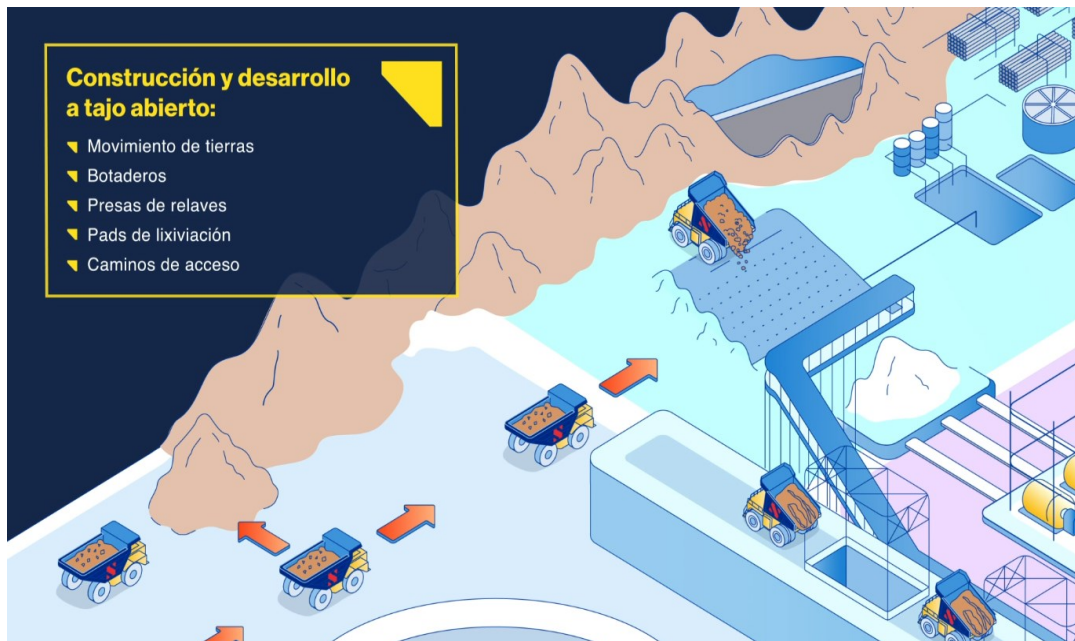 Construcción y desarrollo
a tajo abierto:
Movimiento de tierras
Botaderos
Presas de relaves
Pads de lixiviación
Caminos de acceso